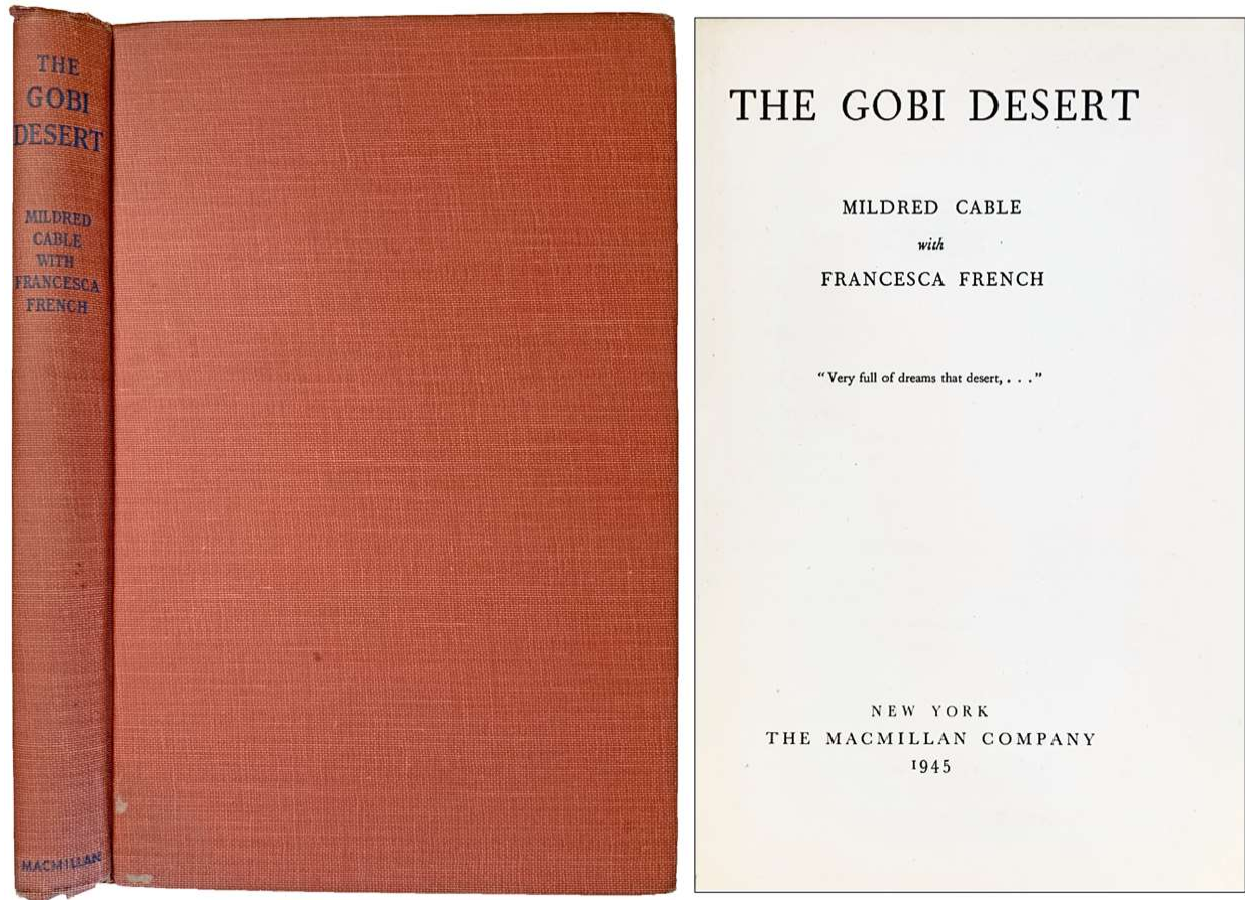 THE
GOBI
DESERT
MILDRED
CABLE
WITH
FRANCESCA
FRENCH
MACMILLAN
THE GOBI DESERT
MILDRED CABLE
with
FRANCESCA FRENCH
“Very full of dreams that desert, . . .”
NEW YORK
THE MACMILLAN COMPANY
1945